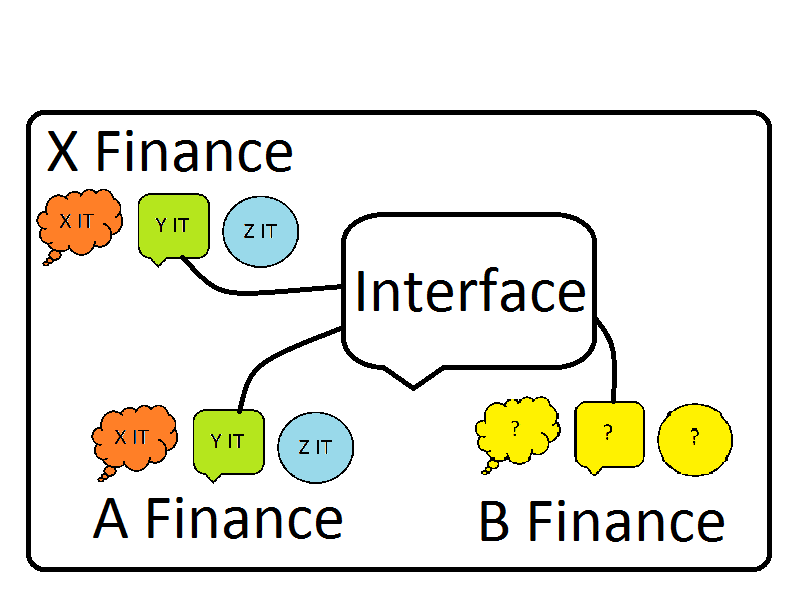 X Finance
X IT
Y IT
Z IT
Interface
X IT
Y IT
Z IT
?
?
?
A Finance
B Finance